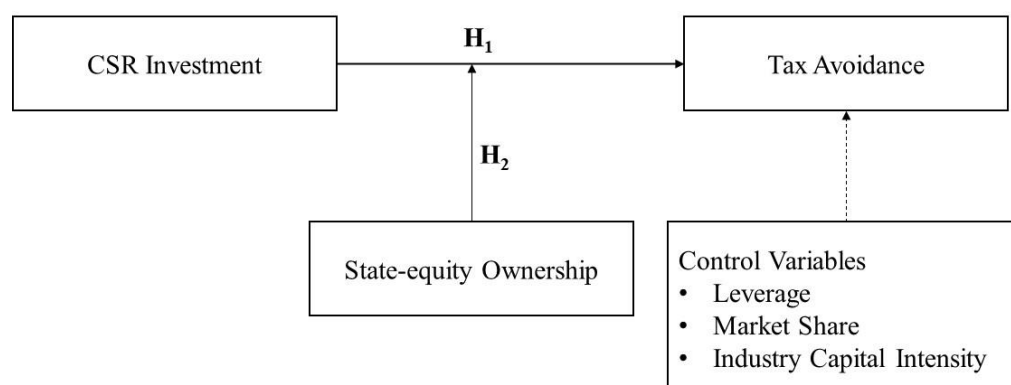 H₁
CSR Investment
Tax Avoidance
H₂
State-equity Ownership
Control Variables
• Leverage
• Market Share
• Industry Capital Intensity